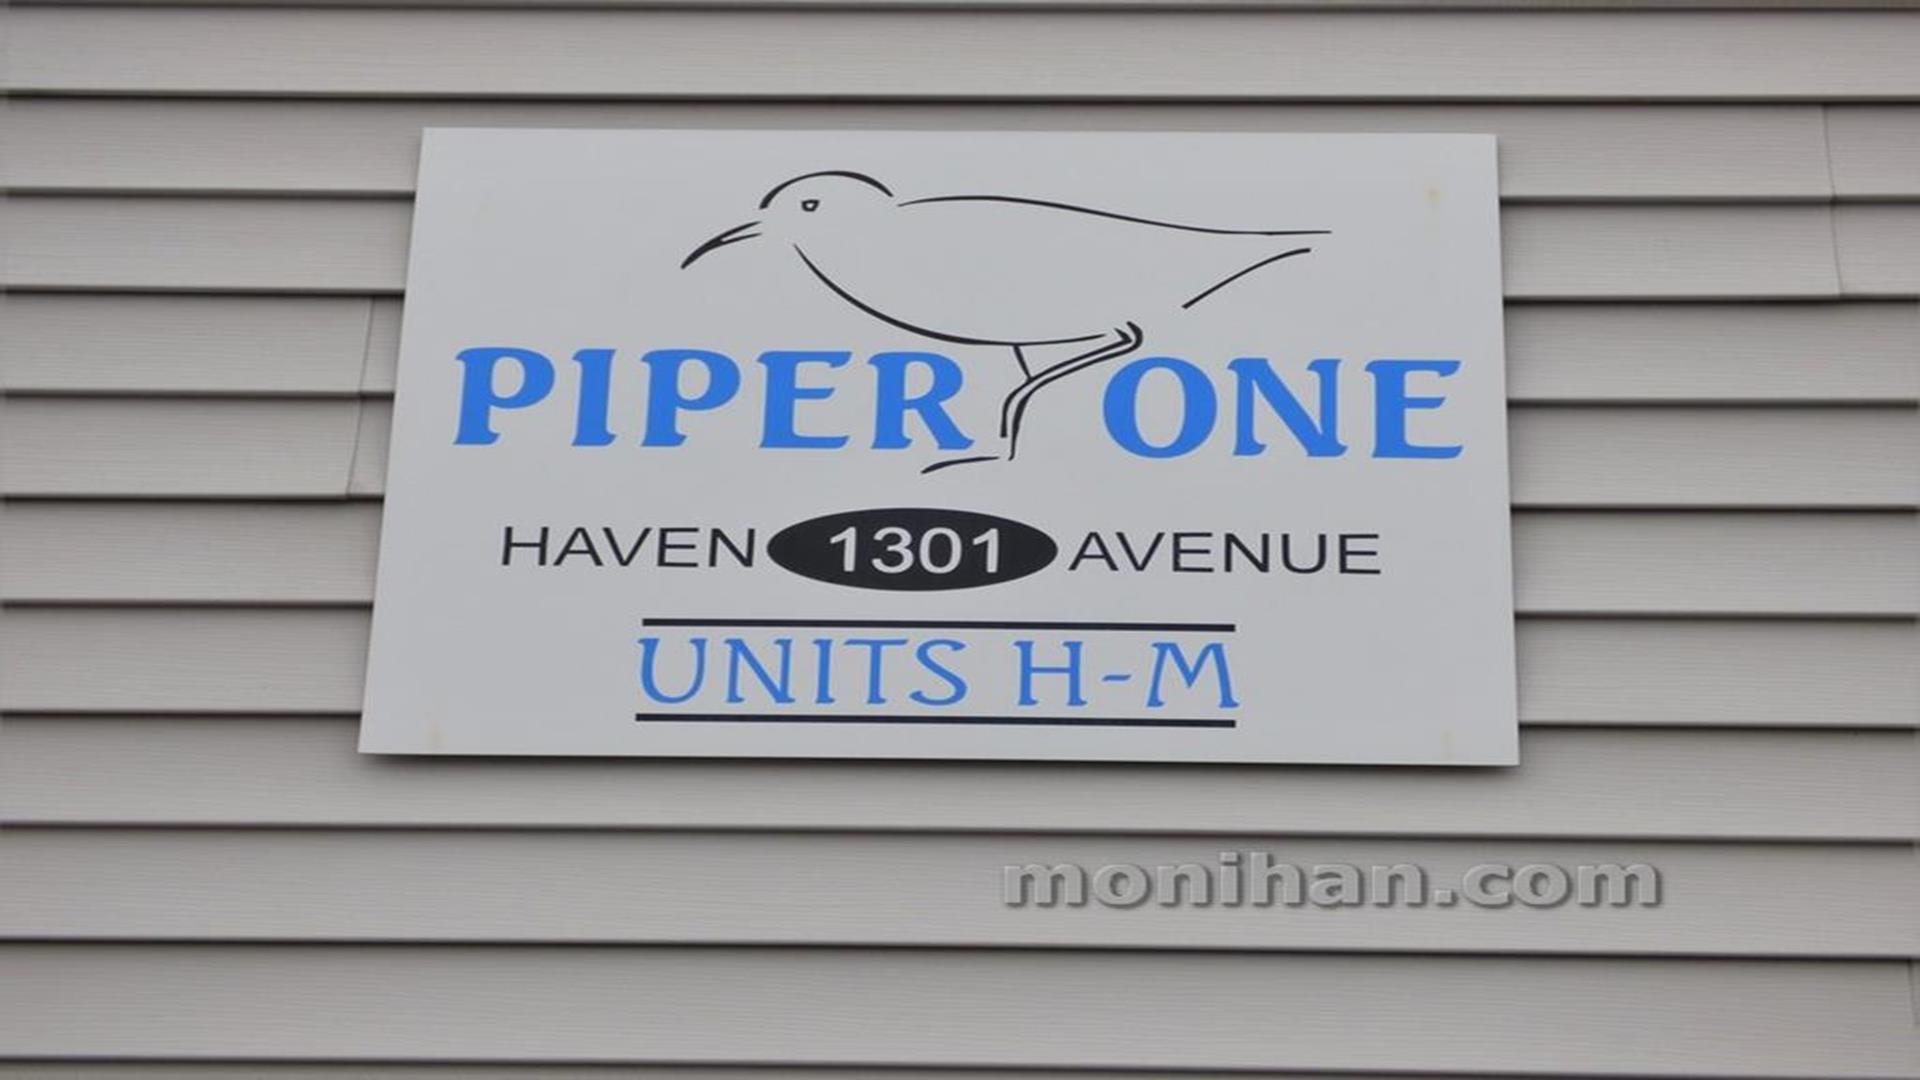 PIPER ONE
HAVEN 1301 AVENUE
UNITS H-M
monihan.com